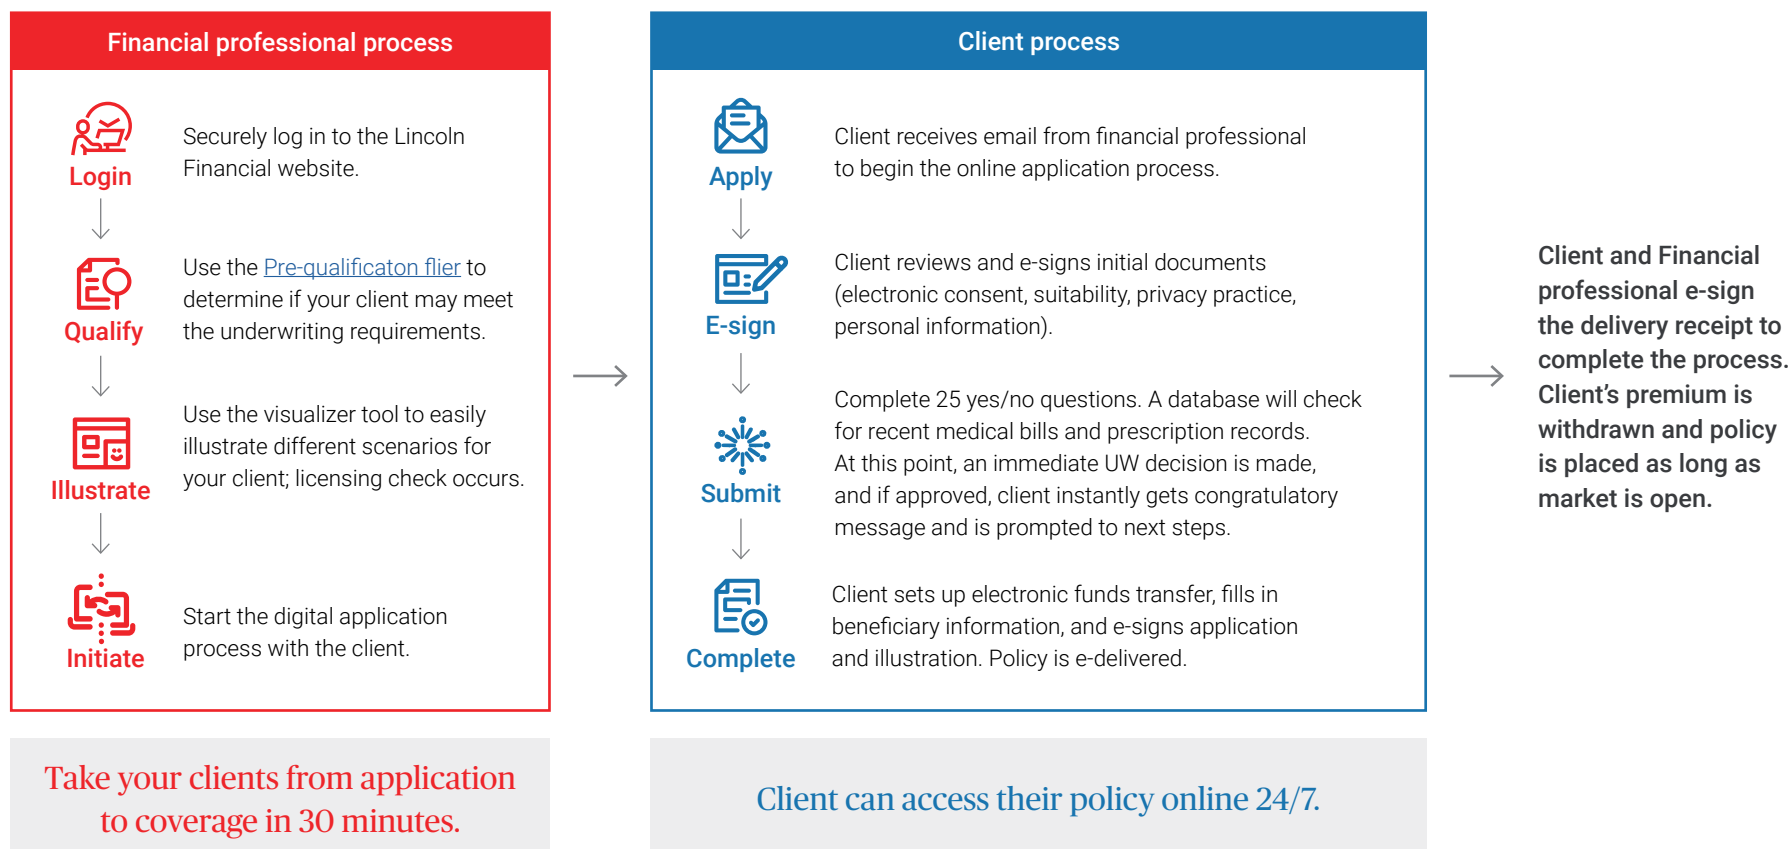 Financial professional process
Login
Securely log in to the Lincoln
Financial website.
Qualify
Use the Pre-qualificaton flier to
determine if your client may meet
the underwriting requirements.
Illustrate
Use the visualizer tool to easily
illustrate different scenarios for
your client; licensing check occurs.
Initiate
Start the digital application
process with the client.
Take your clients from application
to coverage in 30 minutes.
Client process
Apply
Client receives email from financial professional
to begin the online application process.
E-sign
Client reviews and e-signs initial documents
(electronic consent, suitability, privacy practice,
personal information).
Submit
Complete 25 yes/no questions. A database will check
for recent medical bills and prescription records.
At this point, an immediate UW decision is made,
and if approved, client instantly gets congratulatory
message and is prompted to next steps.
Complete
Client sets up electronic funds transfer, fills in
beneficiary information, and e-signs application
and illustration. Policy is e-delivered.
Client can access their policy online 24/7.
Client and Financial
professional e-sign
the delivery receipt to
complete the process.
Client’s premium is
withdrawn and policy
is placed as long as
market is open.